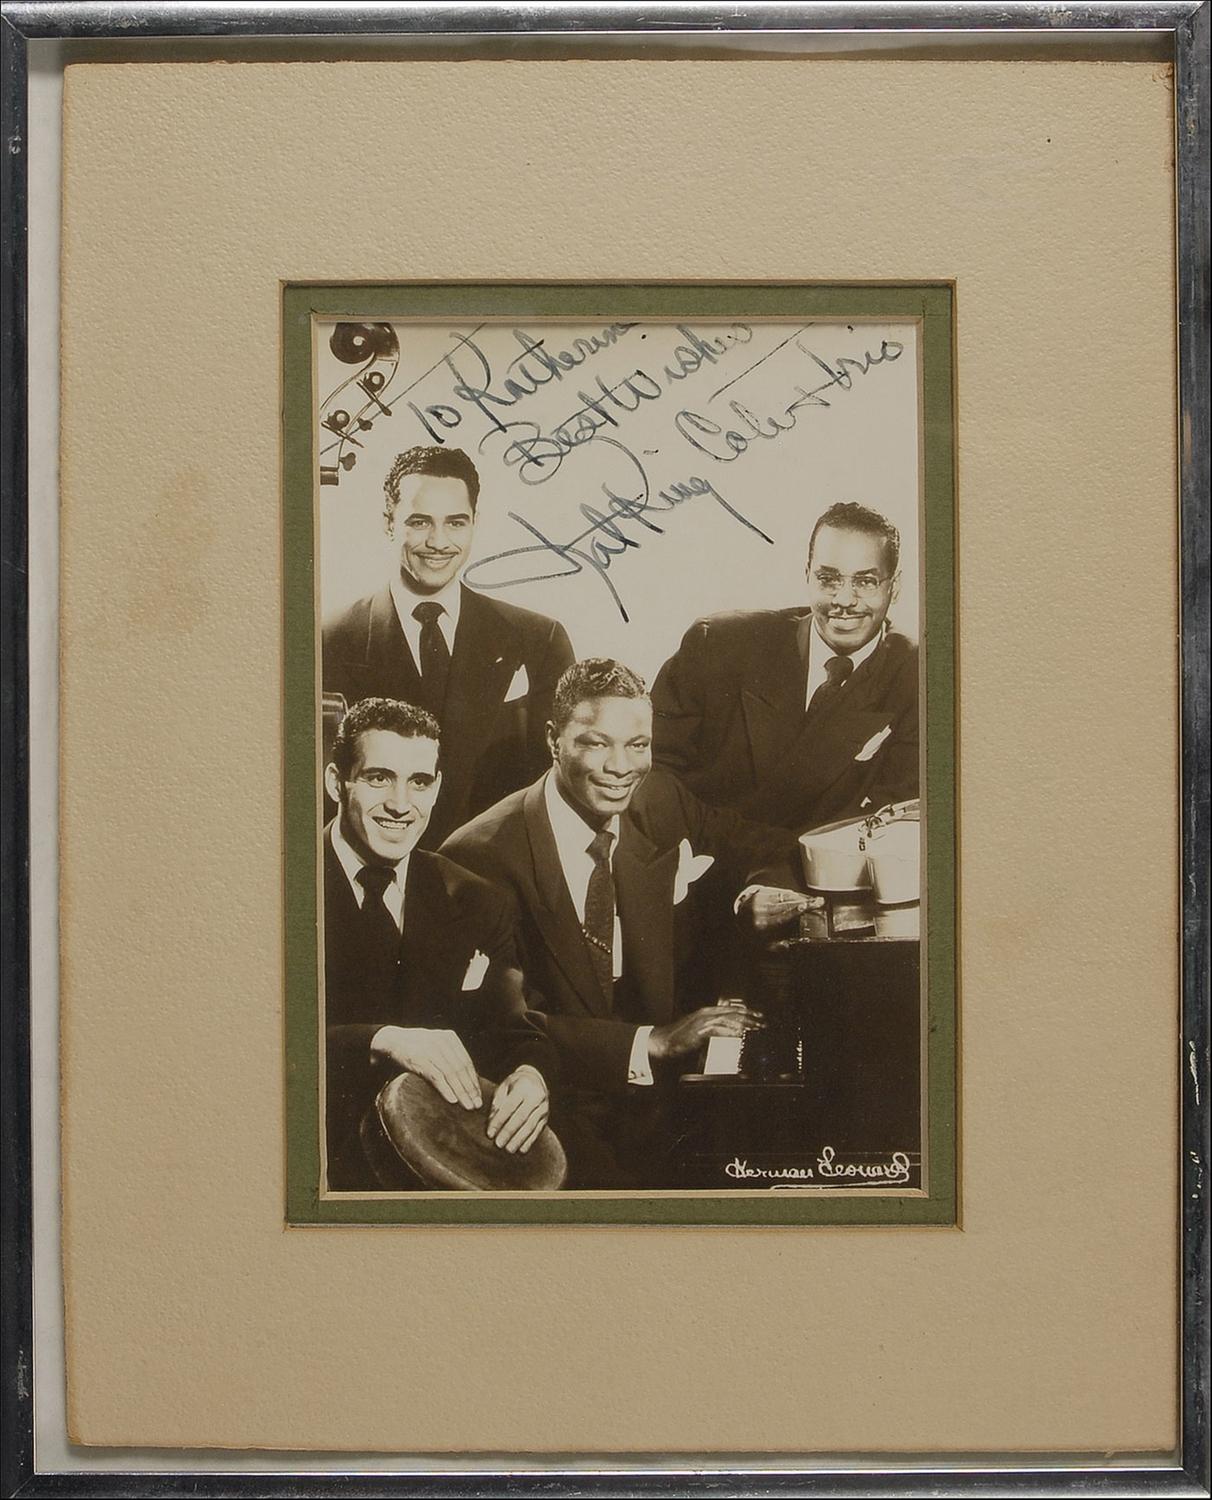 To Katherine
Best Wishes
Nat King Cole + trio
Herman Leonard